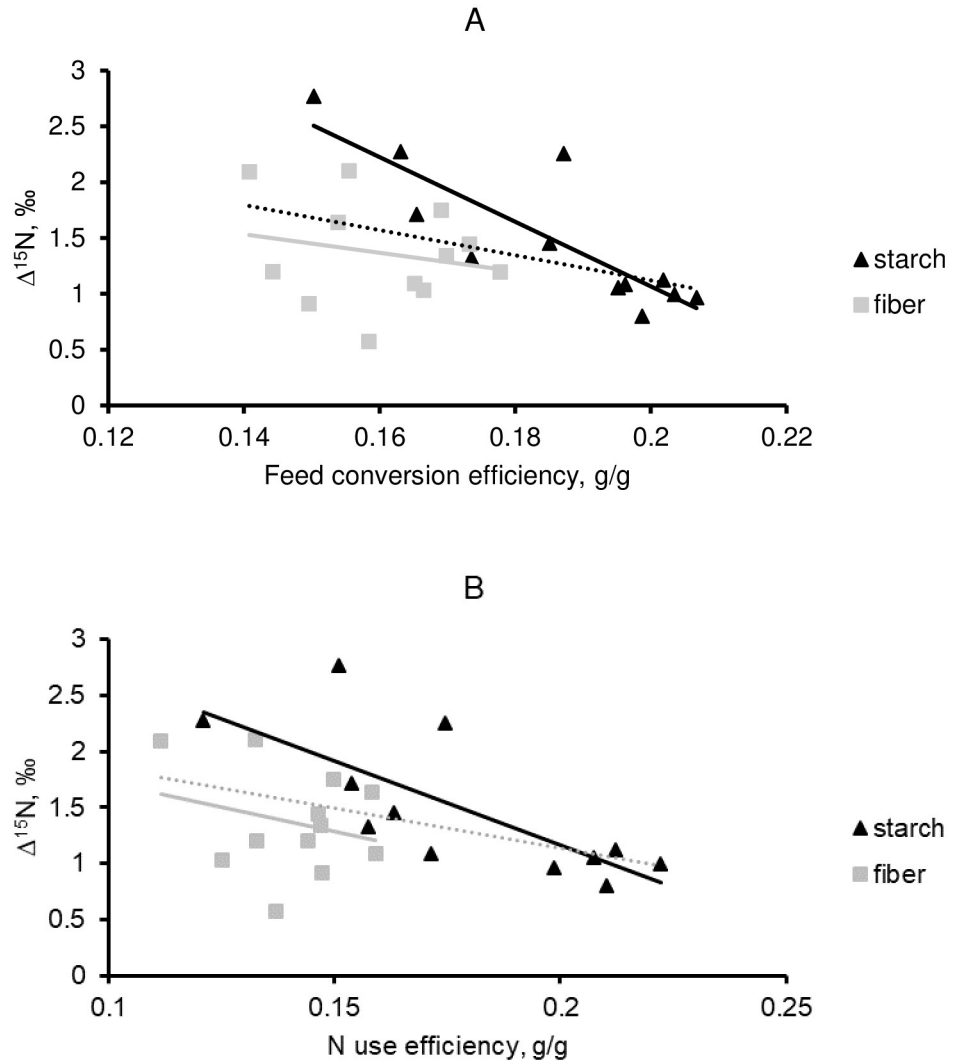 A
3
2.5
2
1.5
1
0.5
0
Δ¹⁵N, ‰
0.12 0.14 0.16 0.18 0.2 0.22
Feed conversion efficiency, g/g
starch
fiber
B
3
2.5
2
1.5
1
0.5
0
Δ¹⁵N, ‰
0.1 0.15 0.2 0.25
N use efficiency, g/g
starch
fiber